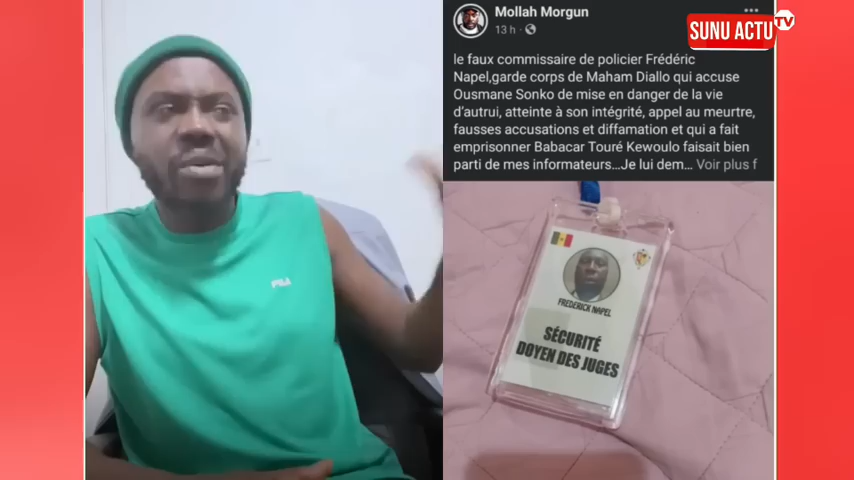 Mollah Morgun
13 h
SUNU ACTU TV
le faux commissaire de policier Frédéric
Napel,garde corps de Maham Diallo qui accuse
Ousmane Sonko de mise en danger de la vie
d'autrui, atteinte à son intégrité, appel au meurtre,
fausses accusations et diffamation et qui a fait
emprisonner Babacar Touré Kewoulo faisait bien
parti de mes informateurs...Je lui dem... Voir plus f
FREDERICK NAPEL
SÉCURITÉ
DOYEN DES JUGES
FILA